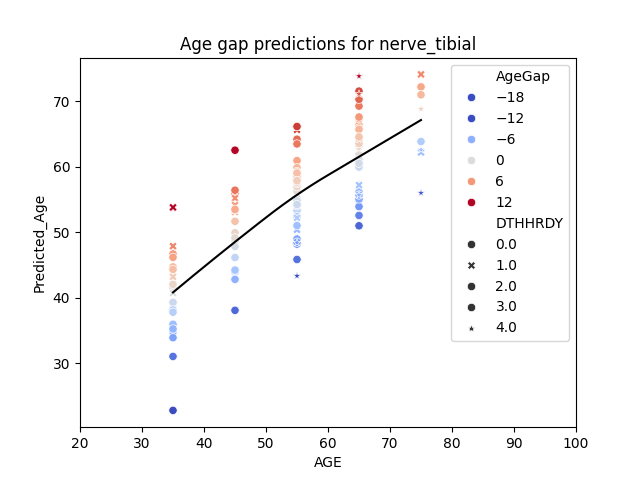 Age gap predictions for nerve_tibial
Predicted_Age
70
60
50
40
30
20 30 40 50 60 70 80 90 100
AGE
AgeGap
−18
−12
−6
0
6
12
DTHHRDY
0.0
1.0
2.0
3.0
4.0